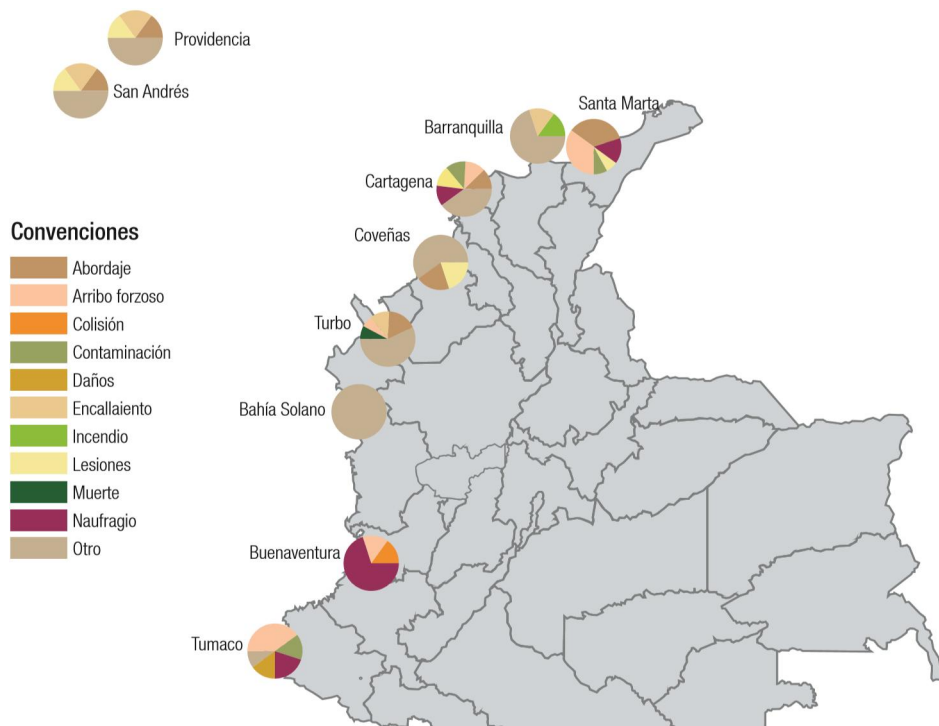 Providencia
San Andrés
Santa Marta
Barranquilla
Cartagena
Coveñas
Turbo
Bahía Solano
Buenaventura
Tumaco
Convenciones
Abordaje
Arribo forzoso
Colisión
Contaminación
Daños
Encallaiento
Incendio
Lesiones
Muerte
Naufragio
Otro